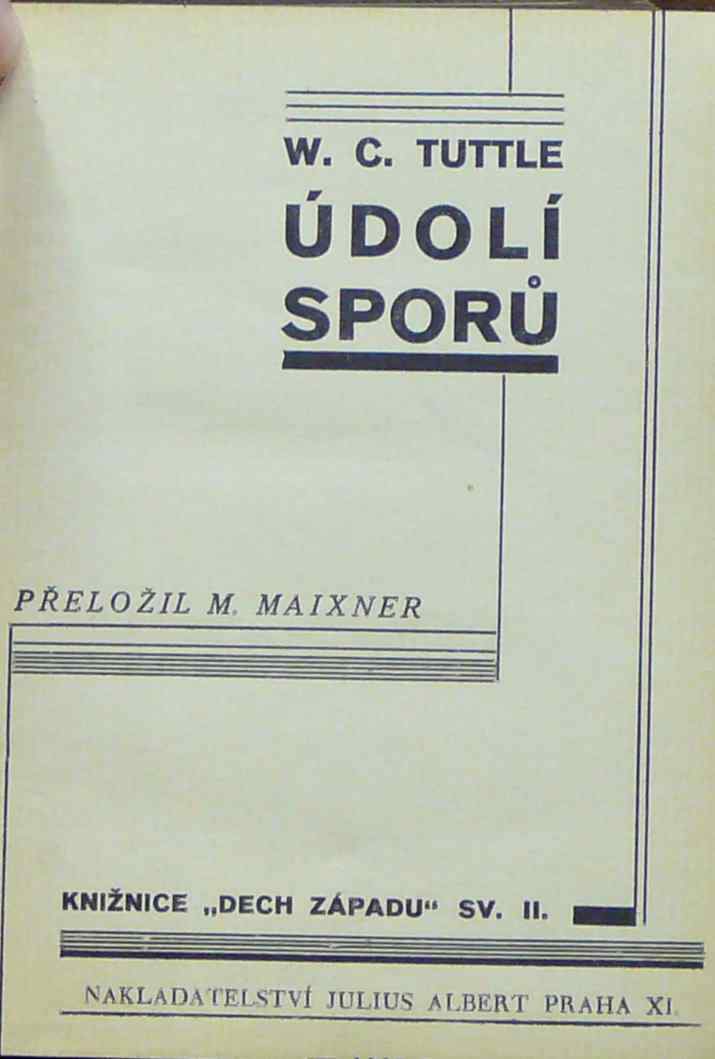 W. C. TUTTLE
ÚDOLÍ
SPORŮ
PŘELOŽIL M. MAIXNER
KNIŽNICE „DECH ZÁPADU“ SV. II.
NAKLADATELSTVÍ JULIUS ALBERT PRAHA XI.